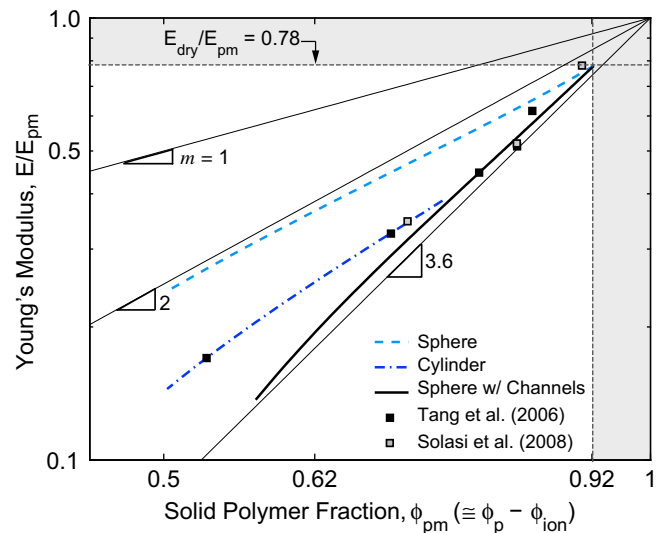 1.0
E_dry/E_pm = 0.78
0.5
m = 1
3.6
2
Sphere
Cylinder
Sphere w/ Channels
Tang et al. (2006)
Solasi et al. (2008)
0.1
0.5
0.62
0.92
1
Young's Modulus, E/E_pm
Solid Polymer Fraction, ϕ_pm (≅ ϕ_p − ϕ_ion)